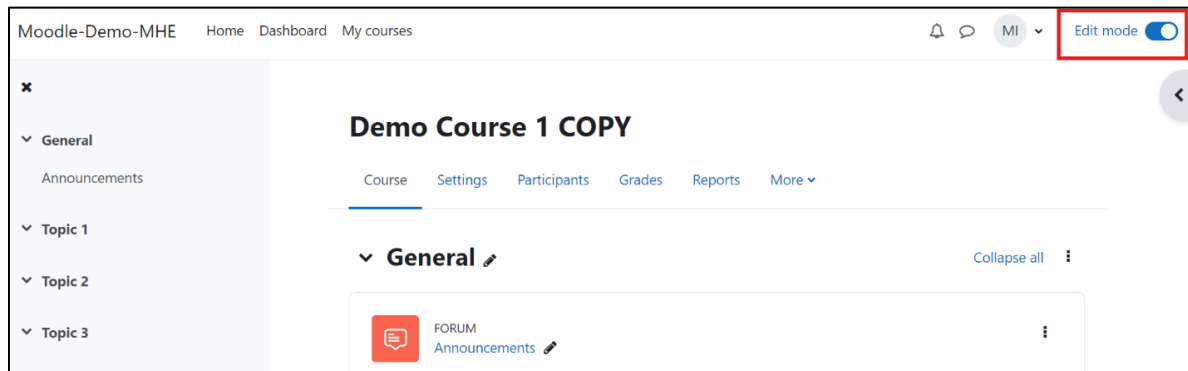 Moodle-Demo-MHE Home Dashboard My courses MI Edit mode
General
Announcements
Topic 1
Topic 2
Topic 3
Demo Course 1 COPY
Course Settings Participants Grades Reports More
General Collapse all
FORUM
Announcements